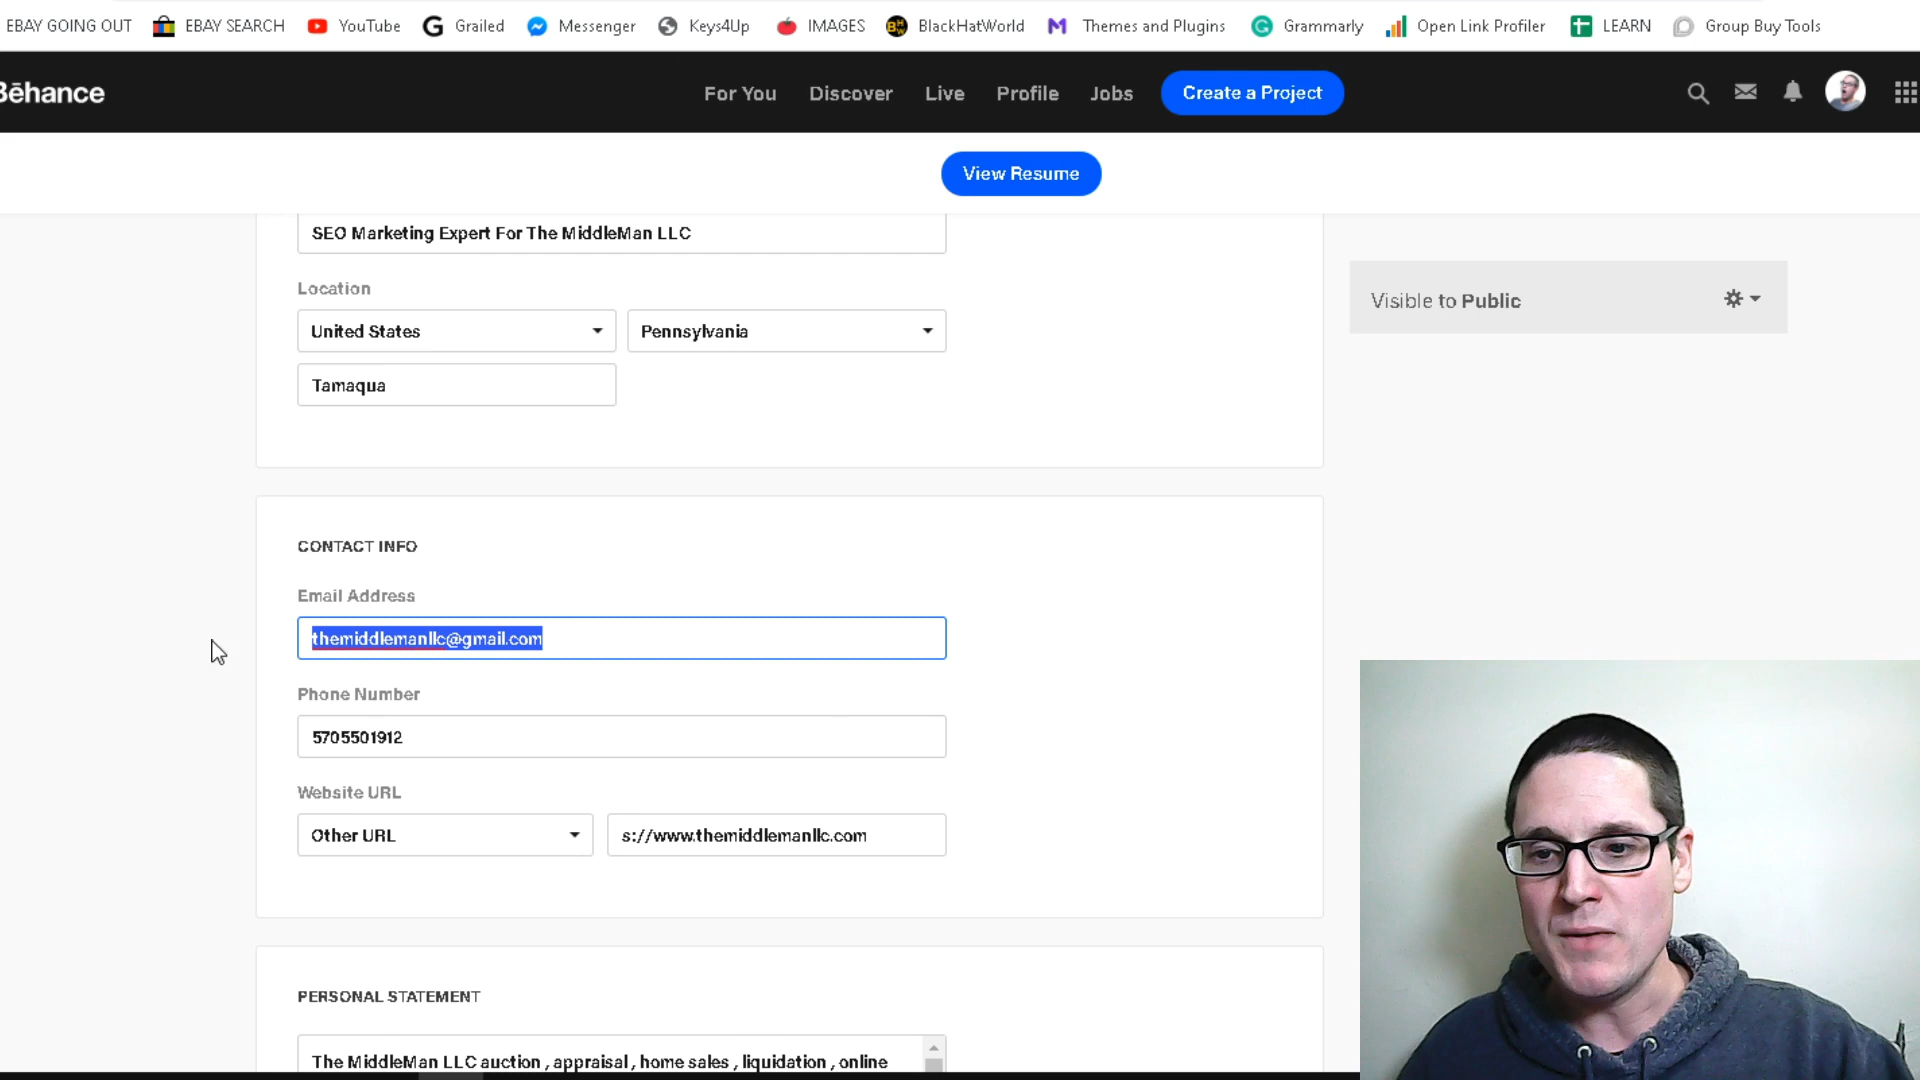 EBAY GOING OUT EBAY SEARCH YouTube Grailed Messenger Keys4Up IMAGES BlackHatWorld Themes and Plugins Grammarly Open Link Profiler LEARN Group Buy Tools
Bēhance For You Discover Live Profile Jobs Create a Project
View Resume
SEO Marketing Expert For The MiddleMan LLC
Location
Visible to Public
United States Pennsylvania
Tamaqua
CONTACT INFO
Email Address
themiddlemanllc@gmail.com
Phone Number
5705501912
Website URL
Other URL s://www.themiddlemanllc.com
PERSONAL STATEMENT
The MiddleMan LLC auction , appraisal , home sales , liquidation , online